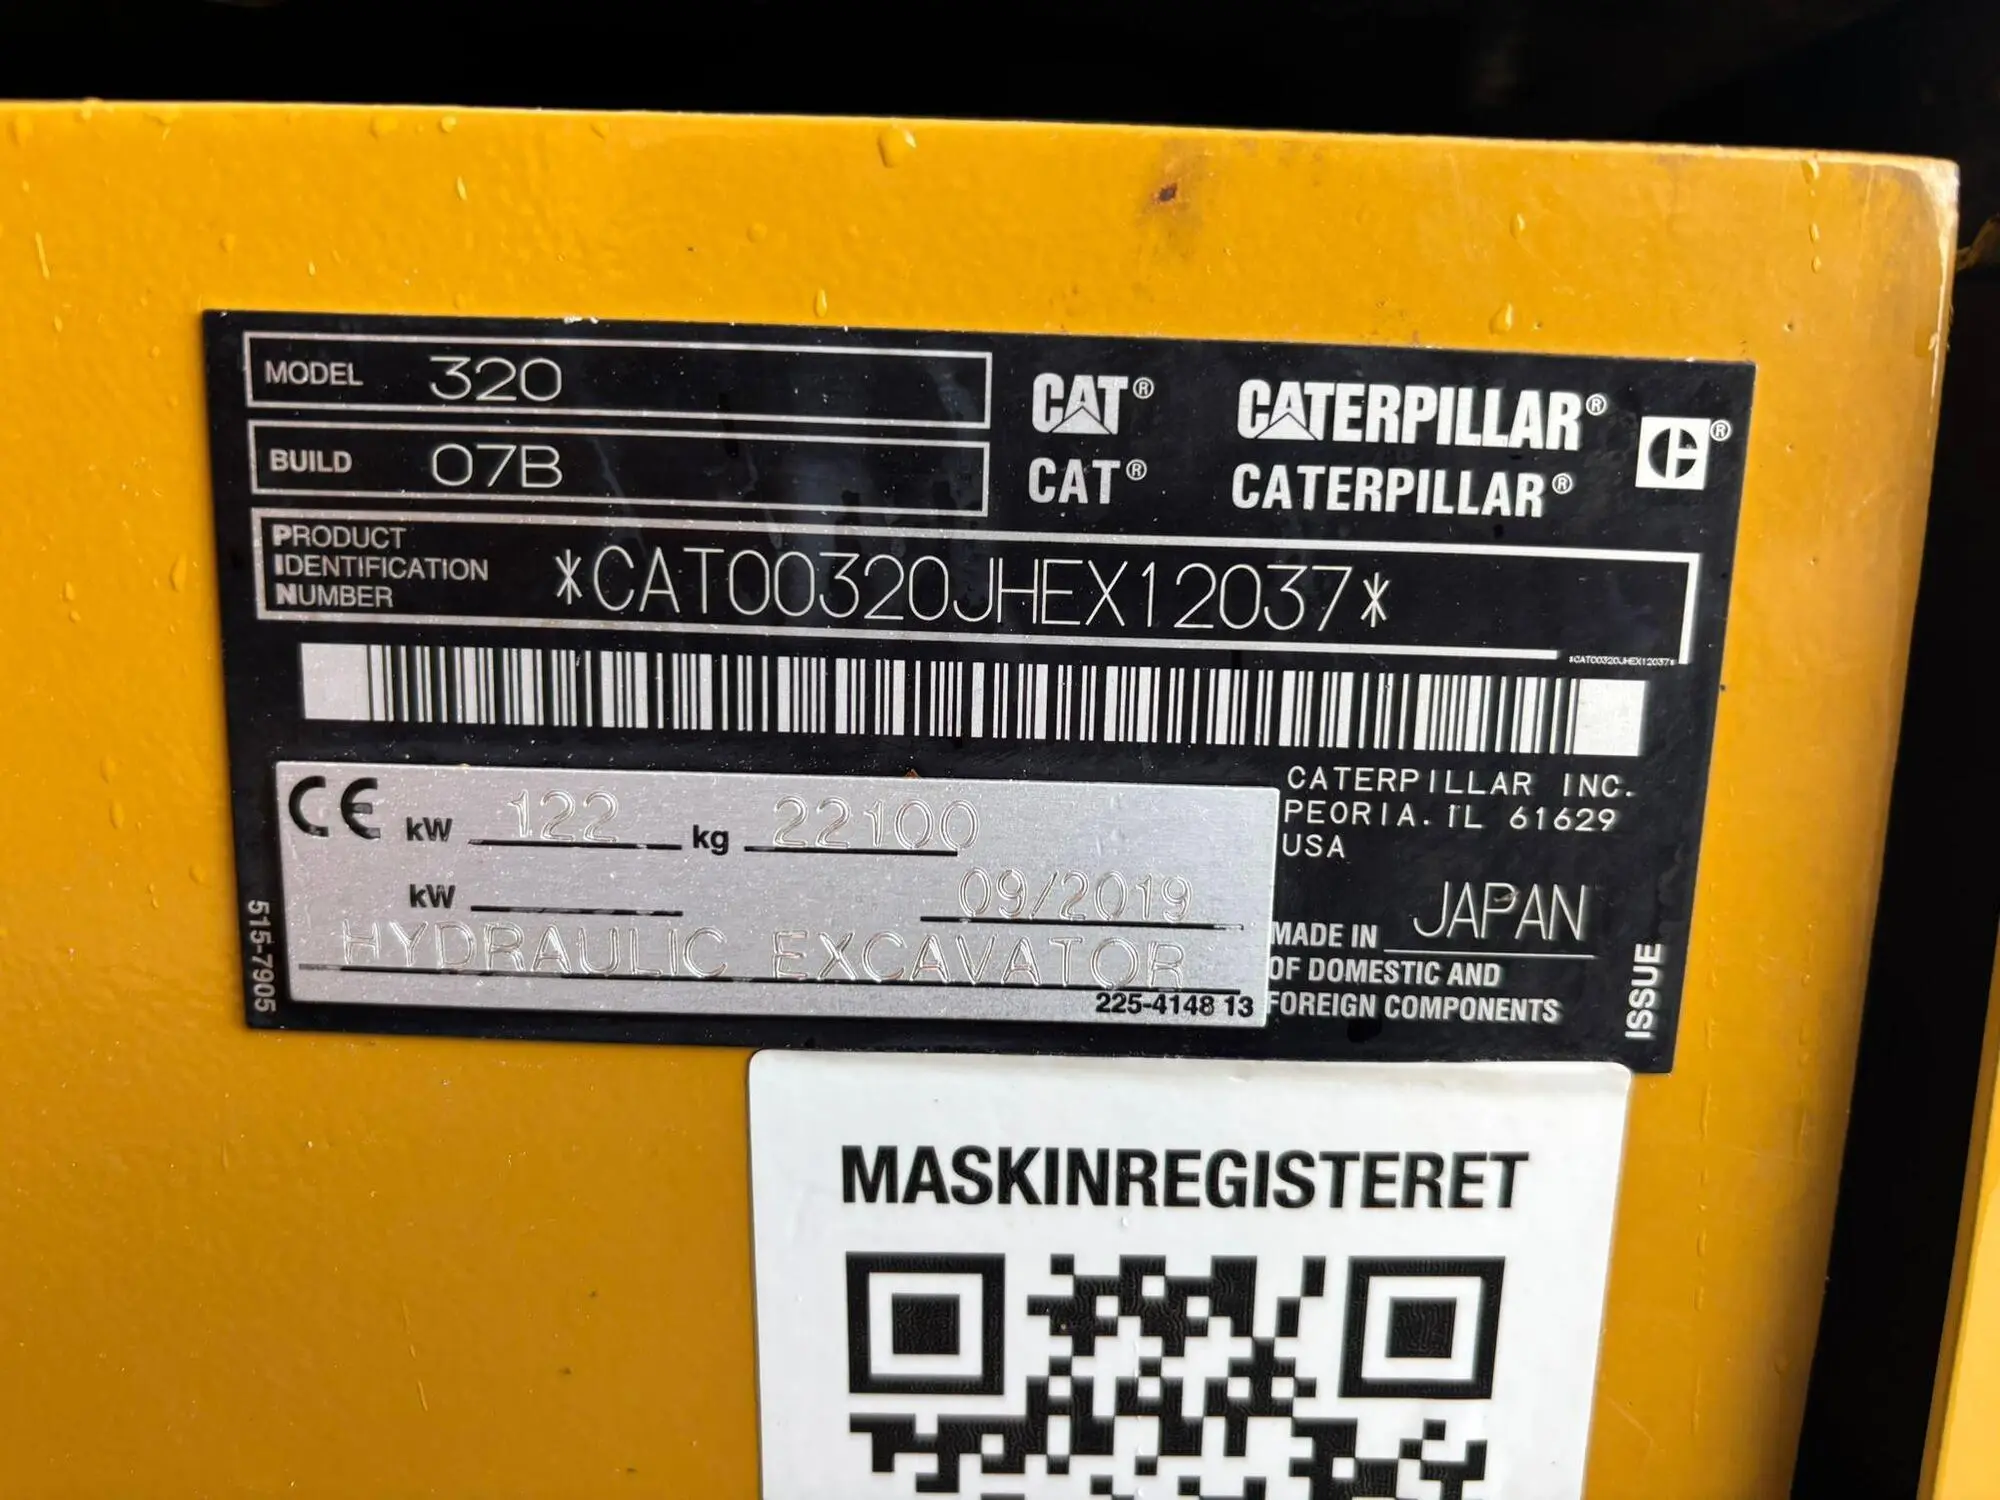 MODEL 320
BUILD 07B
CAT® CATERPILLAR® ®
CAT® CATERPILLAR®
PRODUCT
IDENTIFICATION
NUMBER
*CAT00320JHEX12037*
*CAT00320JHEX12037*
CE kW 122 kg 22100
kW 09/2019
HYDRAULIC EXCAVATOR
225-4148 13
515-7905
CATERPILLAR INC.
PEORIA. IL 61629
USA
MADE IN JAPAN
OF DOMESTIC AND
FOREIGN COMPONENTS
ISSUE
MASKINREGISTERET